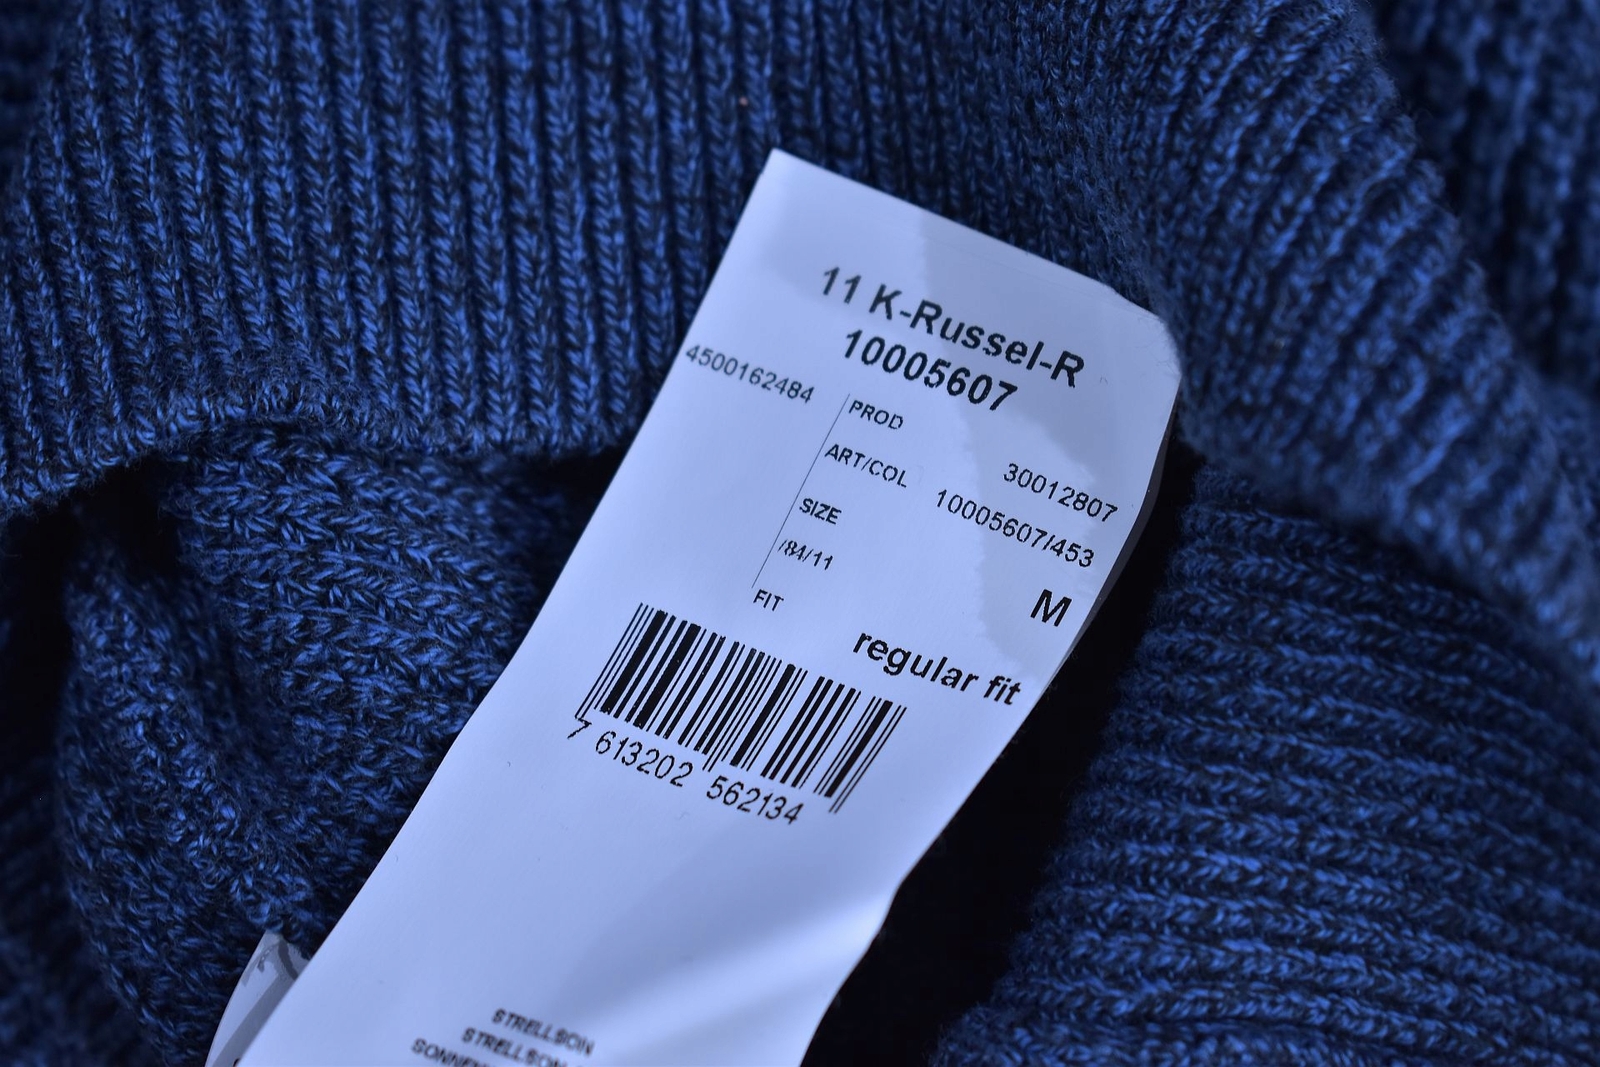 11 K-Russel-R
10005607
4500162484
PROD 30012807
ART/COL 10005607/453
SIZE M
/84/11
FIT regular fit
7 613202 562134
STRELLSON
STRELLSON